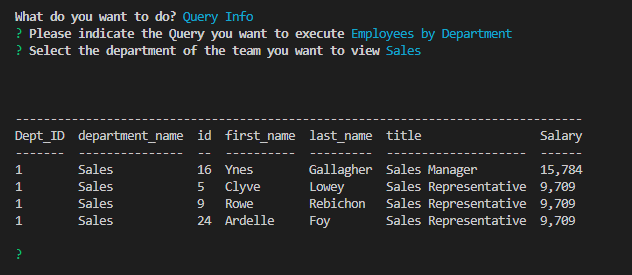 What do you want to do? Query Info
? Please indicate the Query you want to execute Employees by Department
? Select the department of the team you want to view Sales
---------------------------------------------------------------------------------
Dept_ID  department_name  id  first_name  last_name  title                 Salary
-------  ---------------  --  ----------  ---------  --------------------  ------
1        Sales            16  Ynes        Gallagher  Sales Manager         15,784
1        Sales            5   Clyve       Lowey      Sales Representative  9,709
1        Sales            9   Rowe        Rebichon   Sales Representative  9,709
1        Sales            24  Ardelle     Foy        Sales Representative  9,709
?